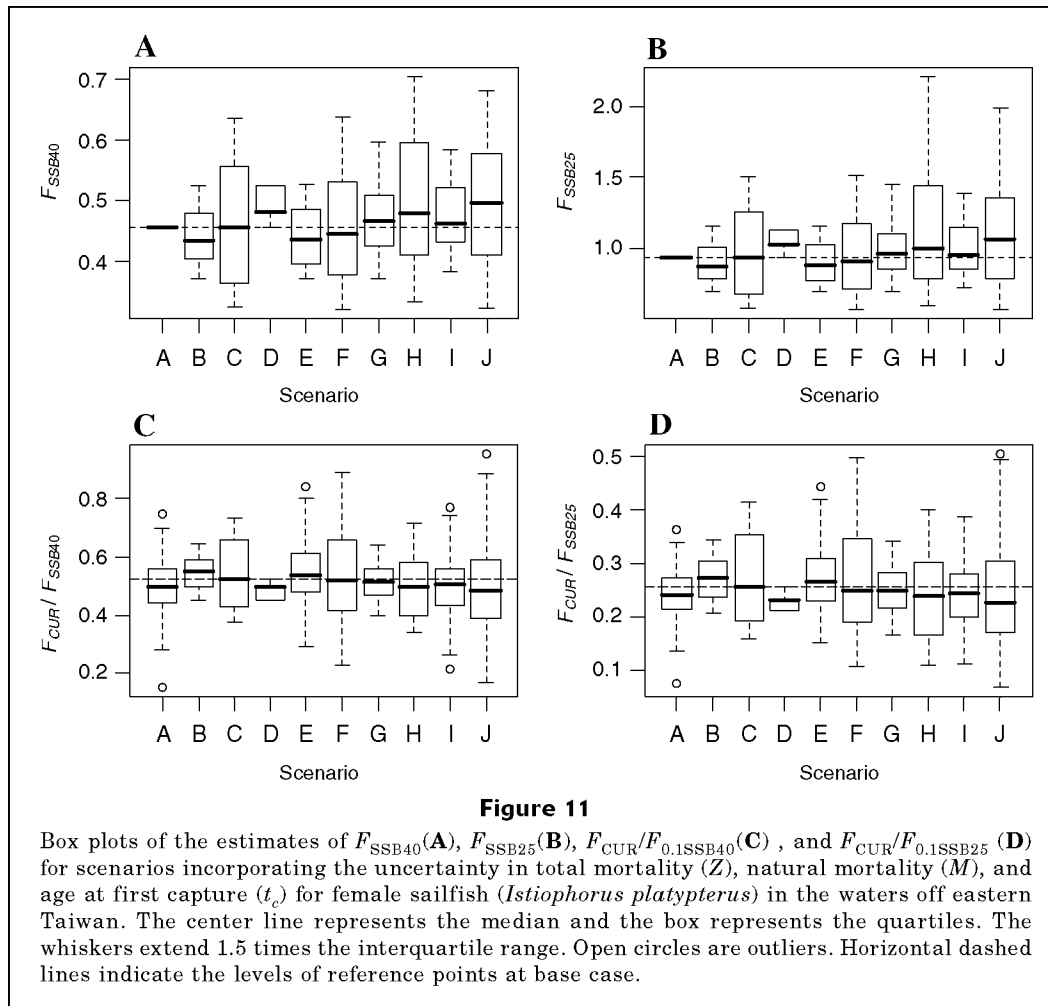 A
B
0.7
0.6
0.5
0.4
F_SSB40
A B C D E F G H I J
Scenario
2.0
1.5
1.0
F_SSB25
A B C D E F G H I J
Scenario
C
D
0.8
0.6
0.4
0.2
F_CUR / F_SSB40
A B C D E F G H I J
Scenario
0.5
0.4
0.3
0.2
0.1
F_CUR / F_SSB25
A B C D E F G H I J
Scenario
Figure 11
Box plots of the estimates of F_SSB40(A), F_SSB25(B), F_CUR/F_0.1SSB40(C) , and F_CUR/F_0.1SSB25 (D)
for scenarios incorporating the uncertainty in total mortality (Z), natural mortality (M), and
age at first capture (t_c) for female sailfish (Istiophorus platypterus) in the waters off eastern
Taiwan. The center line represents the median and the box represents the quartiles. The
whiskers extend 1.5 times the interquartile range. Open circles are outliers. Horizontal dashed
lines indicate the levels of reference points at base case.